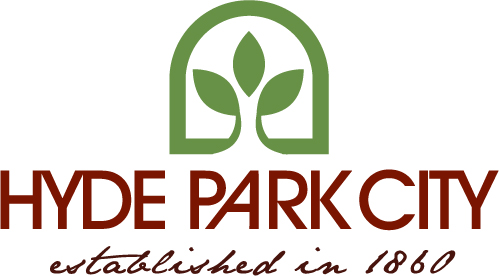 HYDE PARK CITY
established in 1860